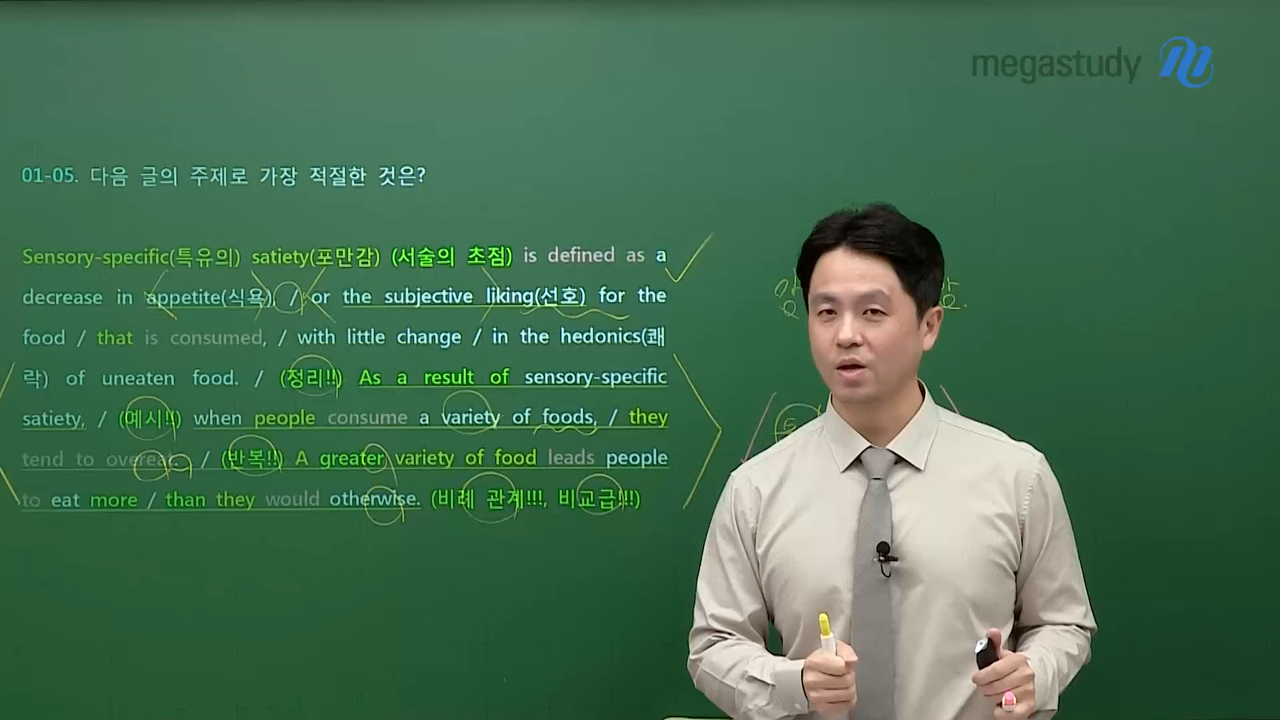 megastudy
01-05. 다음 글의 주제로 가장 적절한 것은?
Sensory-specific(특유의) satiety(포만감) (서술의 초점) is defined as a
decrease in appetite(식욕), / or the subjective liking(선호) for the
food / that is consumed, / with little change / in the hedonics(쾌
락) of uneaten food. / (정리!!) As a result of sensory-specific
satiety, / (예시!!) when people consume a variety of foods, / they
tend to overeat. / (반복!!) A greater variety of food leads people
to eat more / than they would otherwise. (비례 관계!!!, 비교급!!!)